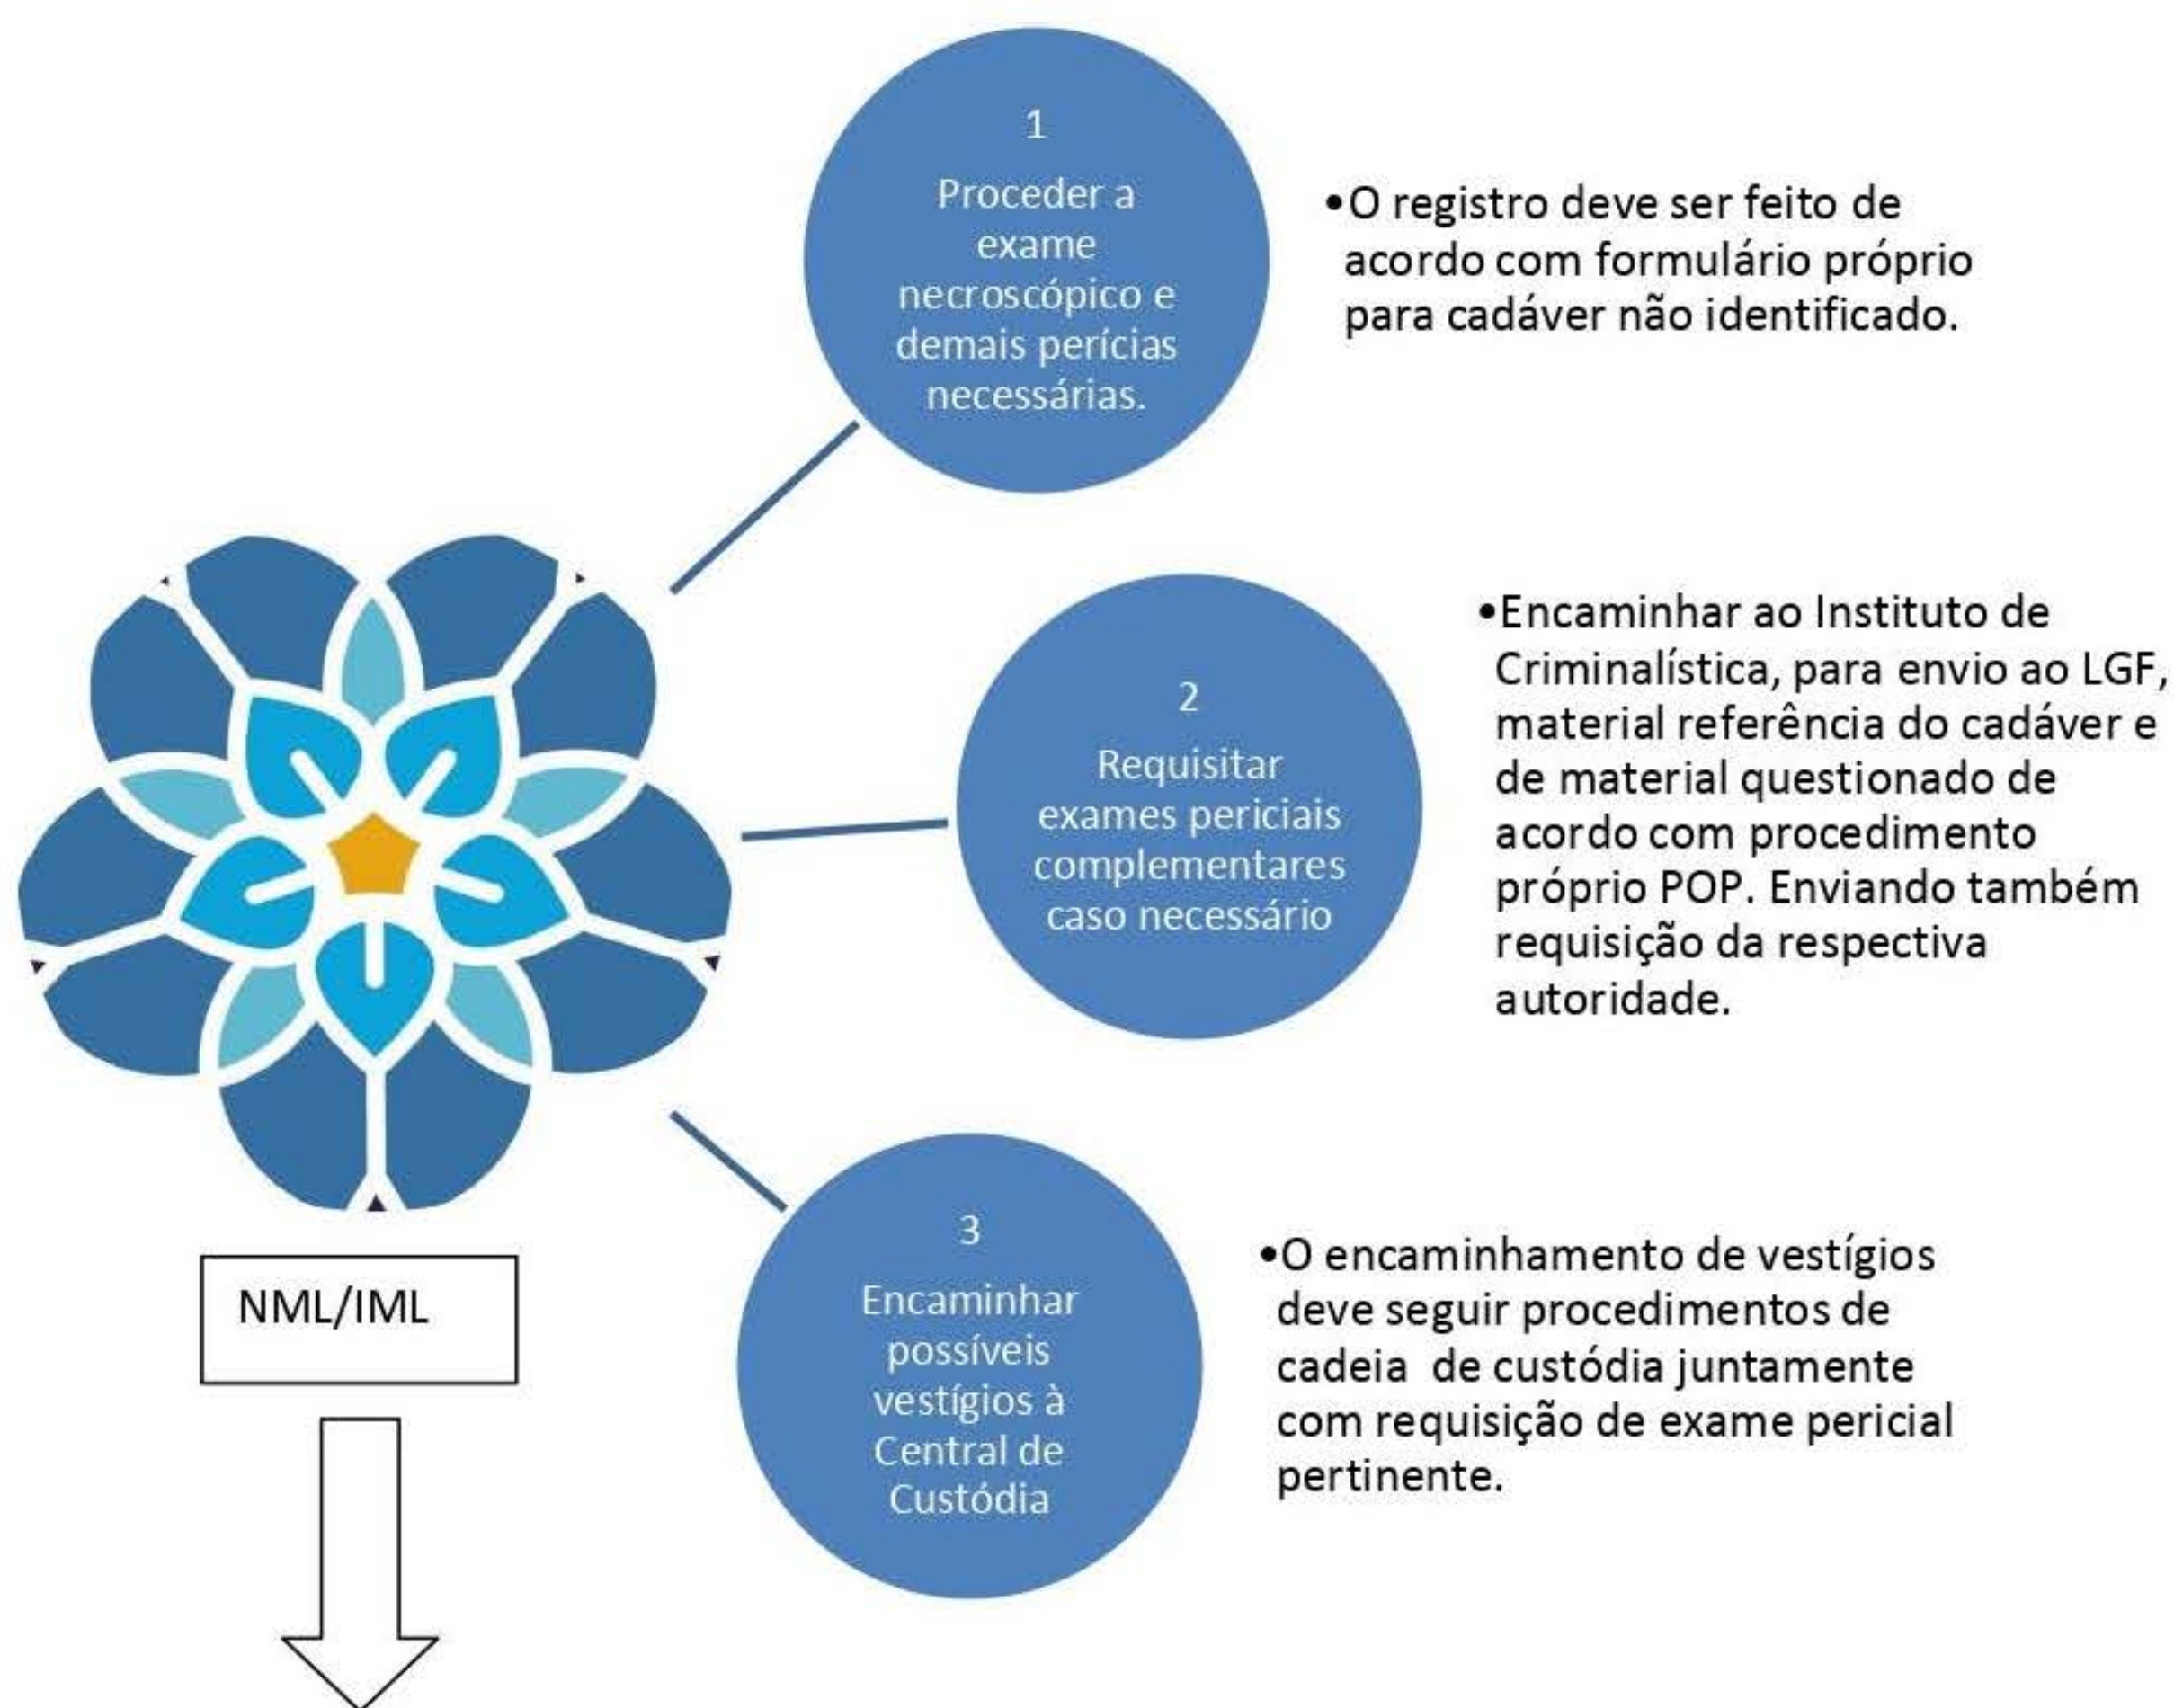 1
Proceder a
exame
necroscópico e
demais perícias
necessárias.
•O registro deve ser feito de
acordo com formulário próprio
para cadáver não identificado.
2
Requisitar
exames periciais
complementares
caso necessário
•Encaminhar ao Instituto de
Criminalística, para envio ao LGF,
material referência do cadáver e
de material questionado de
acordo com procedimento
próprio POP. Enviando também
requisição da respectiva
autoridade.
NML/IML
3
Encaminhar
possíveis
vestígios à
Central de
Custódia
•O encaminhamento de vestígios
deve seguir procedimentos de
cadeia  de custódia juntamente
com requisição de exame pericial
pertinente.